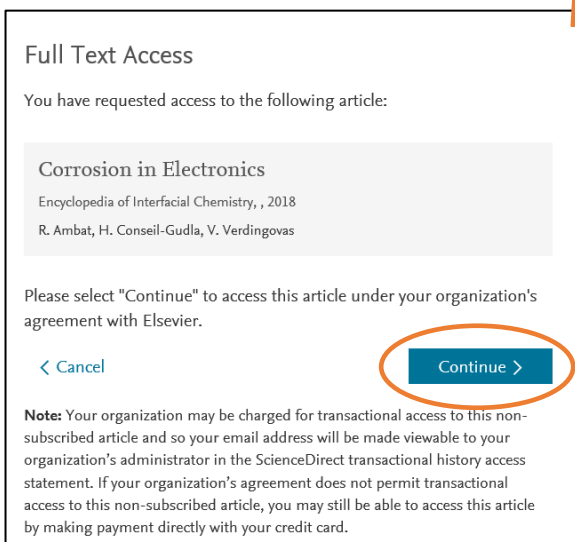 Full Text Access
You have requested access to the following article:
Corrosion in Electronics
Encyclopedia of Interfacial Chemistry, , 2018
R. Ambat, H. Conseil-Gudla, V. Verdingovas
Please select "Continue" to access this article under your organization's
agreement with Elsevier.
< Cancel
Continue >
Note: Your organization may be charged for transactional access to this non-
subscribed article and so your email address will be made viewable to your
organization's administrator in the ScienceDirect transactional history access
statement. If your organization's agreement does not permit transactional
access to this non-subscribed article, you may still be able to access this article
by making payment directly with your credit card.